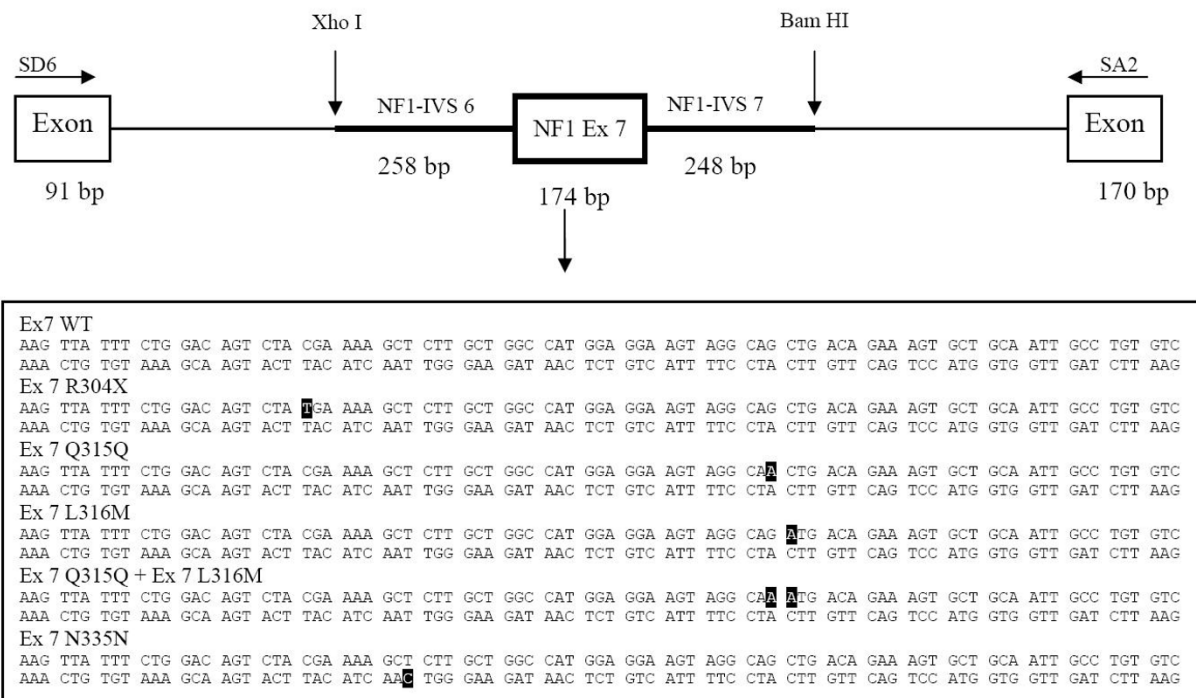 Xho I
Bam HI
SD6
SA2
NF1-IVS 6
NF1-IVS 7
Exon
NF1 Ex 7
Exon
258 bp
248 bp
91 bp
174 bp
170 bp
Ex7 WT
AAG TTA TTT CTG GAC AGT CTA CGA AAA GCT CTT GCT GGC CAT GGA GGA AGT AGG CAG CTG ACA GAA AGT GCT GCA ATT GCC TGT GTC
AAA CTG TGT AAA GCA AGT ACT TAC ATC AAT TGG GAA GAT AAC TCT GTC ATT TTC CTA CTT GTT CAG TCC ATG GTG GTT GAT CTT AAG
Ex 7 R304X
AAG TTA TTT CTG GAC AGT CTA TGA AAA GCT CTT GCT GGC CAT GGA GGA AGT AGG CAG CTG ACA GAA AGT GCT GCA ATT GCC TGT GTC
AAA CTG TGT AAA GCA AGT ACT TAC ATC AAT TGG GAA GAT AAC TCT GTC ATT TTC CTA CTT GTT CAG TCC ATG GTG GTT GAT CTT AAG
Ex 7 Q315Q
AAG TTA TTT CTG GAC AGT CTA CGA AAA GCT CTT GCT GGC CAT GGA GGA AGT AGG CAA CTG ACA GAA AGT GCT GCA ATT GCC TGT GTC
AAA CTG TGT AAA GCA AGT ACT TAC ATC AAT TGG GAA GAT AAC TCT GTC ATT TTC CTA CTT GTT CAG TCC ATG GTG GTT GAT CTT AAG
Ex 7 L316M
AAG TTA TTT CTG GAC AGT CTA CGA AAA GCT CTT GCT GGC CAT GGA GGA AGT AGG CAG ATG ACA GAA AGT GCT GCA ATT GCC TGT GTC
AAA CTG TGT AAA GCA AGT ACT TAC ATC AAT TGG GAA GAT AAC TCT GTC ATT TTC CTA CTT GTT CAG TCC ATG GTG GTT GAT CTT AAG
Ex 7 Q315Q + Ex 7 L316M
AAG TTA TTT CTG GAC AGT CTA CGA AAA GCT CTT GCT GGC CAT GGA GGA AGT AGG CAA ATG ACA GAA AGT GCT GCA ATT GCC TGT GTC
AAA CTG TGT AAA GCA AGT ACT TAC ATC AAT TGG GAA GAT AAC TCT GTC ATT TTC CTA CTT GTT CAG TCC ATG GTG GTT GAT CTT AAG
Ex 7 N335N
AAG TTA TTT CTG GAC AGT CTA CGA AAA GCT CTT GCT GGC CAT GGA GGA AGT AGG CAG CTG ACA GAA AGT GCT GCA ATT GCC TGT GTC
AAA CTG TGT AAA GCA AGT ACT TAC ATC AAC TGG GAA GAT AAC TCT GTC ATT TTC CTA CTT GTT CAG TCC ATG GTG GTT GAT CTT AAG